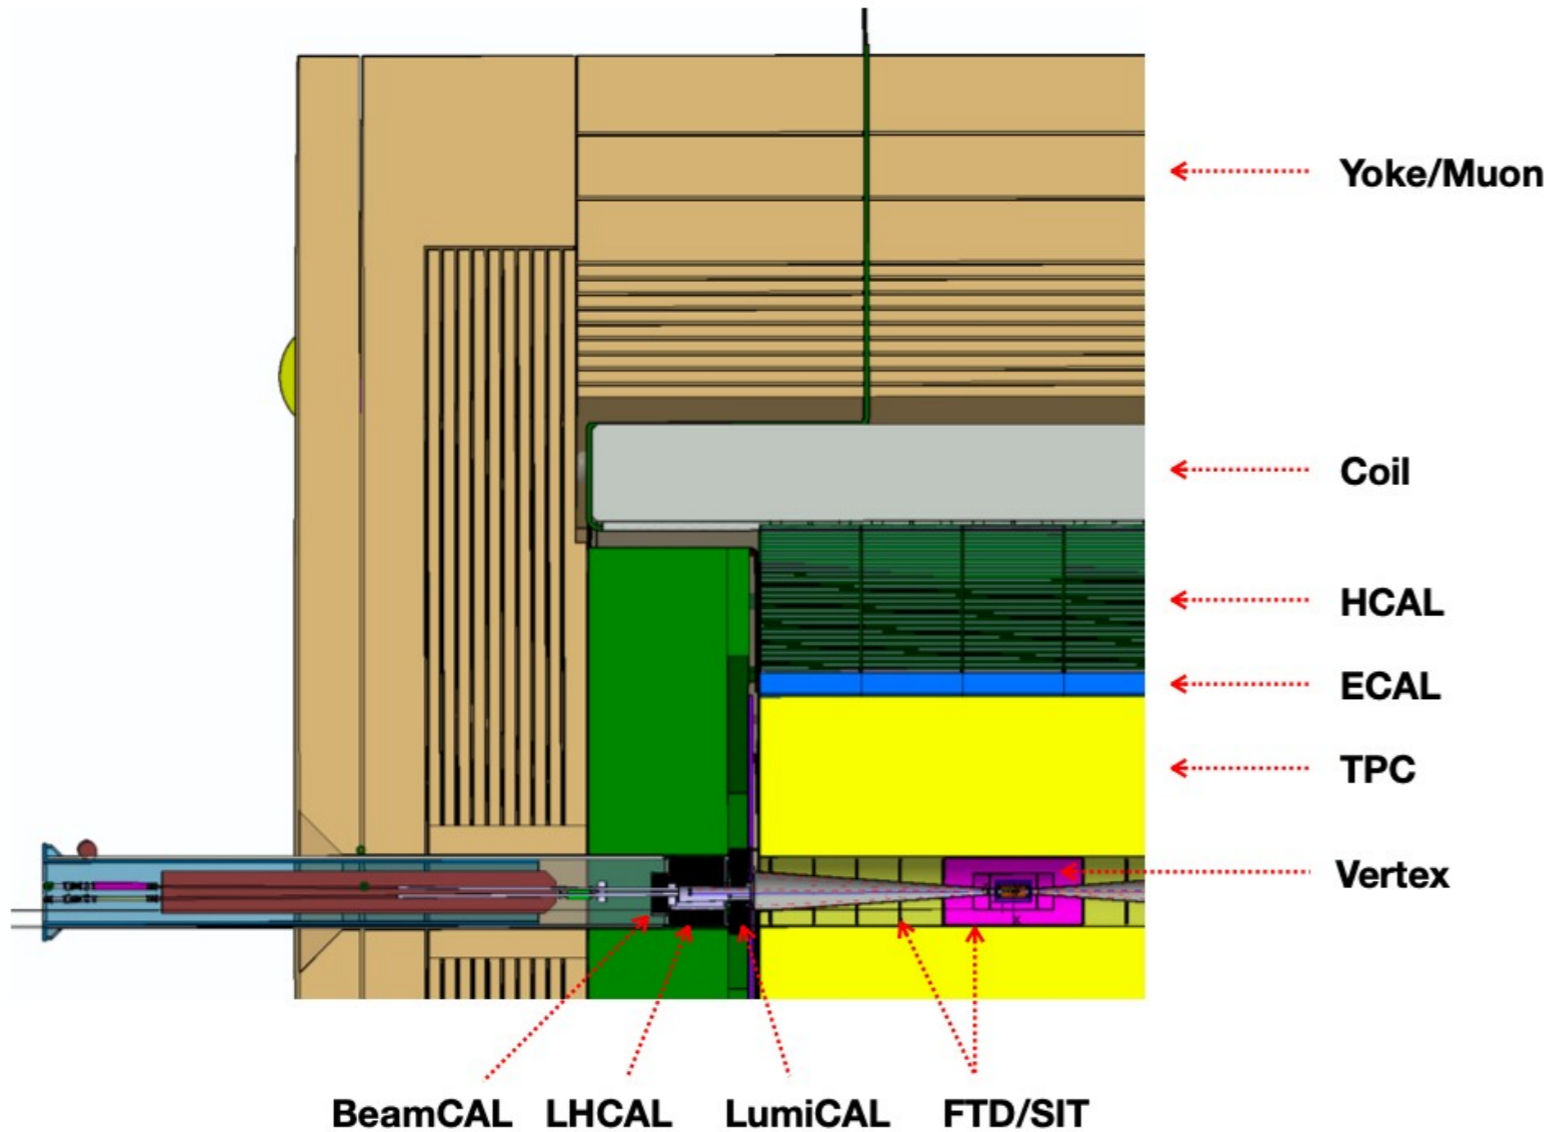 Yoke/Muon
Coil
HCAL
ECAL
TPC
Vertex
BeamCAL LHCAL LumiCAL FTD/SIT